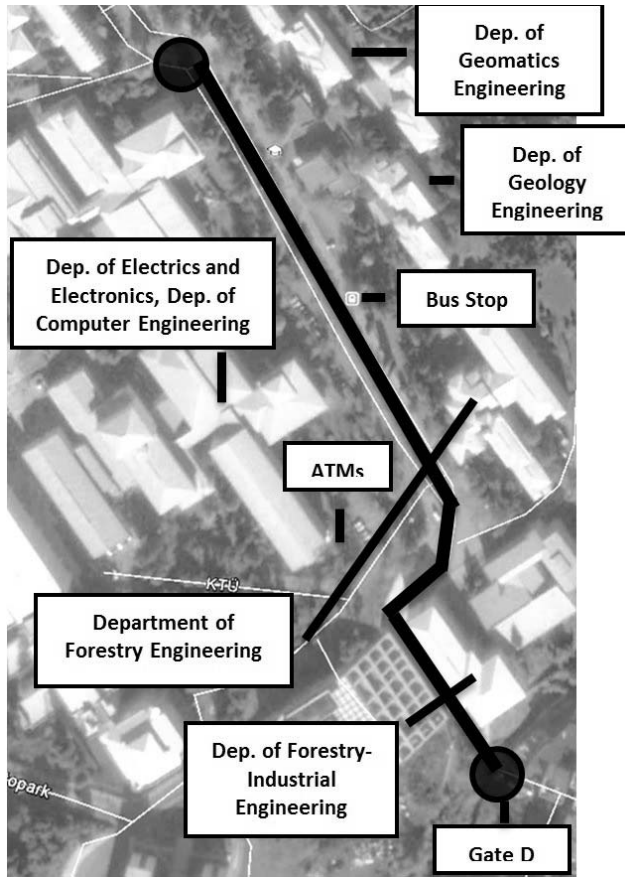 Dep. of
Geomatics
Engineering
Dep. of
Geology
Engineering
Dep. of Electrics and
Electronics, Dep. of
Computer Engineering
Bus Stop
ATMs
KTÜ
Department of
Forestry Engineering
Dep. of Forestry-
Industrial
Engineering
opark
Gate D